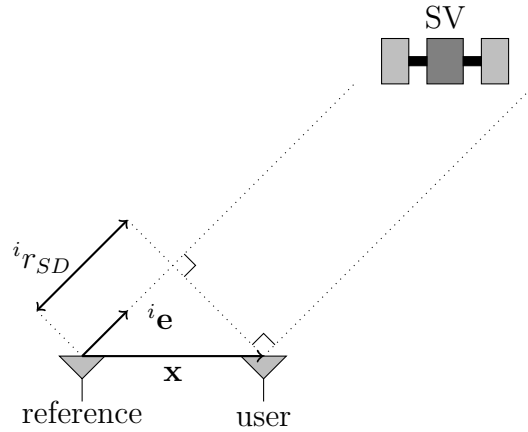 SV
ⁱr_SD
ⁱe
x
reference
user